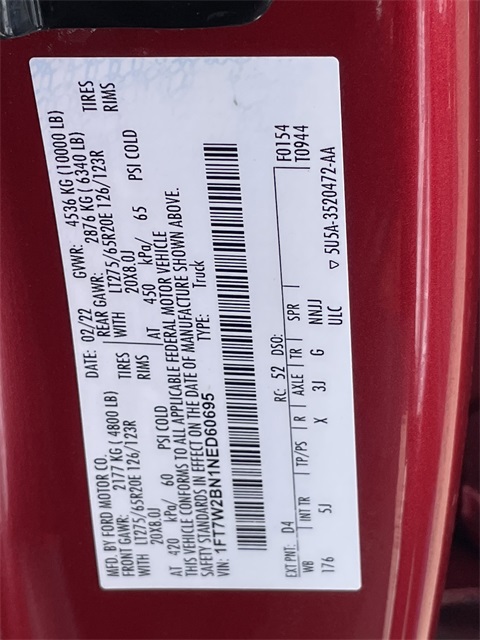 MFD. BY FORD MOTOR CO.
DATE: 02/22 GVWR: 4536 KG (10000 LB)
FRONT GAWR: 2177 KG ( 4800 LB) REAR GAWR: 2876 KG ( 6340 LB)
WITH LT275/65R20E 126/123R TIRES WITH LT275/65R20E 126/123R TIRES
20X8.0J RIMS 20X8.0J RIMS
AT 420 kPa/ 60 PSI COLD AT 450 kPa/ 65 PSI COLD
THIS VEHICLE CONFORMS TO ALL APPLICABLE FEDERAL MOTOR VEHICLE
SAFETY STANDARDS IN EFFECT ON THE DATE OF MANUFACTURE SHOWN ABOVE.
VIN: 1FT7W2BN1NED60695 TYPE: Truck
F0154
T0944
EXT PNT: D4 RC: 52 DSO:
WB INT TR TP/PS R AXLE TR SPR
176 5J X 3J G NNJJ
ULC
▽ 5U5A-3520472-AA